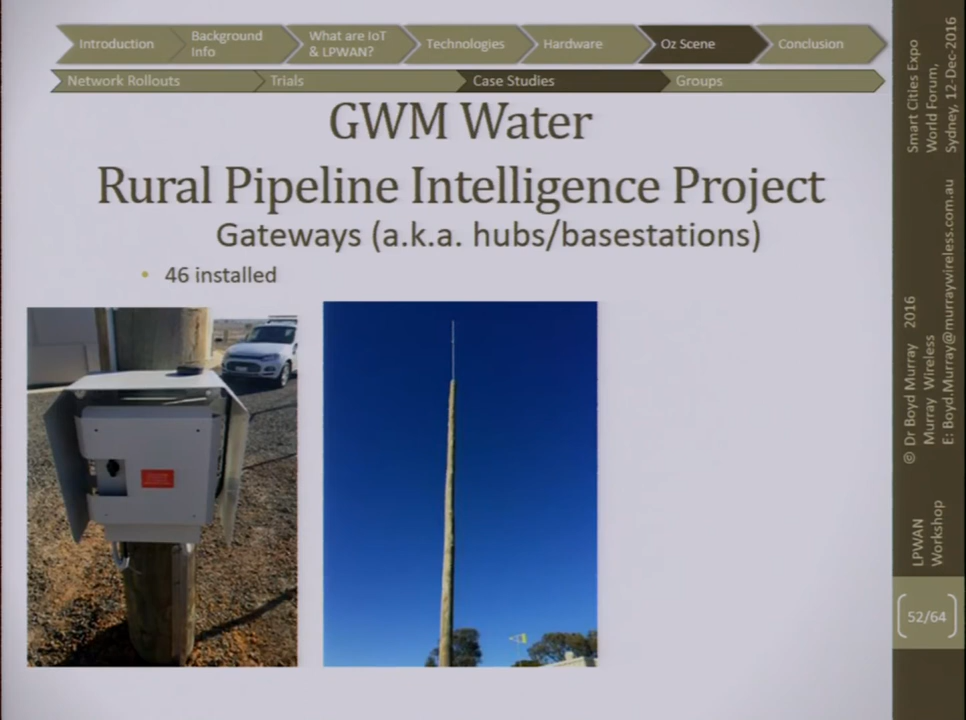 Introduction
Background
Info
What are IoT
& LPWAN?
Technologies
Hardware
Oz Scene
Conclusion
Network Rollouts
Trials
Case Studies
Groups
GWM Water
Rural Pipeline Intelligence Project
Gateways (a.k.a. hubs/basestations)
• 46 installed
Smart Cities Expo
World Forum,
Sydney, 12-Dec-2016
© Dr Boyd Murray 2016
Murray Wireless
E: Boyd.Murray@murraywireless.com.au
LPWAN
Workshop
52/64